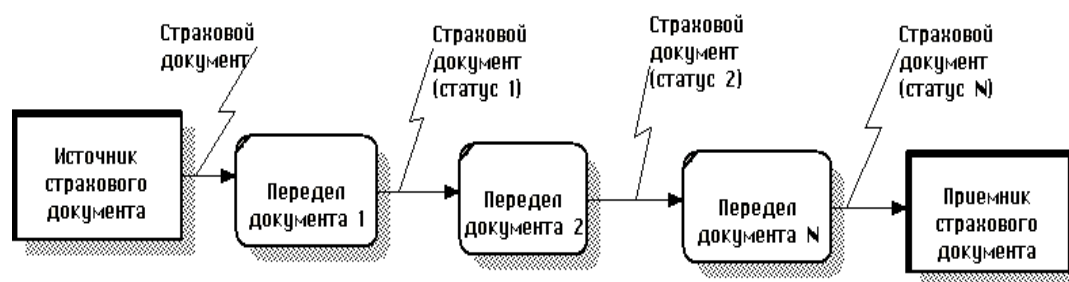 Страховой
документ
Страховой
документ
(статус 1)
Страховой
документ
(статус 2)
Страховой
документ
(статус N)
Источник
страхового
документа
Передел
документа 1
Передел
документа 2
Передел
документа N
Приемник
страхового
документа